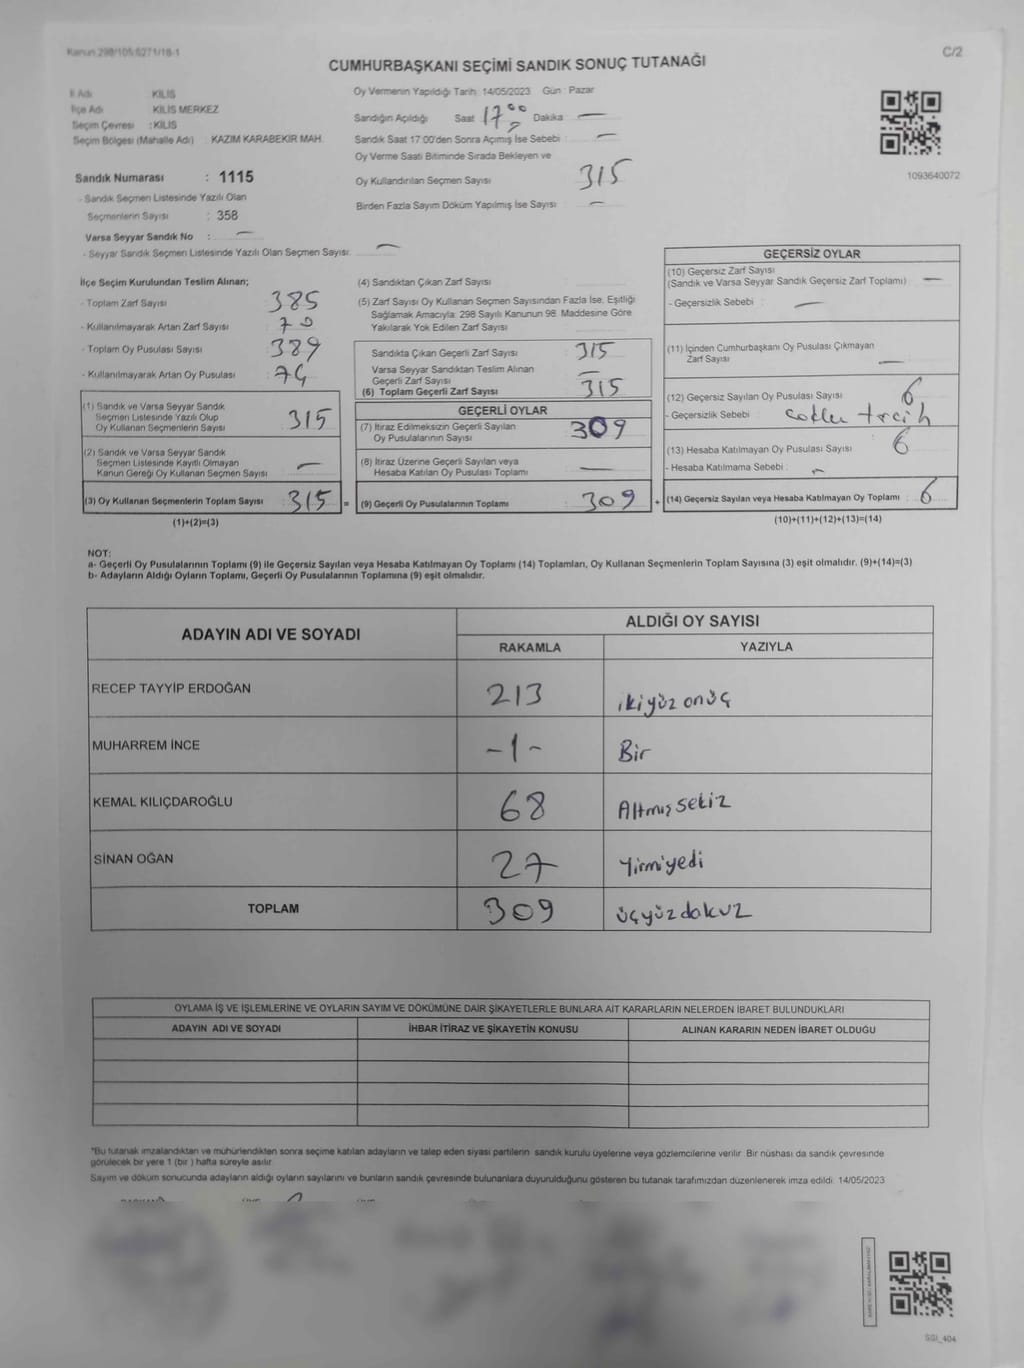 Kanun 298/105,6271/18-1
C/2
CUMHURBAŞKANI SEÇİMİ SANDIK SONUÇ TUTANAĞI
İl Adı : KİLİS
İlçe Adı : KİLİS MERKEZ
Seçim Çevresi : KİLİS
Seçim Bölgesi (Mahalle Adı) : KAZIM KARABEKİR MAH.
Sandık Numarası : 1115
- Sandık Seçmen Listesinde Yazılı Olan
Seçmenlerin Sayısı : 358
Varsa Seyyar Sandık No : —
- Seyyar Sandık Seçmen Listesinde Yazılı Olan Seçmen Sayısı: —
Oy Vermenin Yapıldığı Tarih: 14/05/2023 Gün : Pazar
Sandığın Açıldığı Saat 17 00 Dakika —
Sandık Saat 17.00'den Sonra Açımış İse Sebebi : —
Oy Verme Saati Bitiminde Sırada Bekleyen ve
Oy Kullandırılan Seçmen Sayısı 315
Birden Fazla Sayım Döküm Yapılmış İse Sayısı : —
1093640072
İlçe Seçim Kurulundan Teslim Alınan;
- Toplam Zarf Sayısı : 385
- Kullanılmayarak Artan Zarf Sayısı : 70
- Toplam Oy Pusulası Sayısı : 389
- Kullanılmayarak Artan Oy Pusulası : 74
(1) Sandık ve Varsa Seyyar Sandık
Seçmen Listesinde Yazılı Olup
Oy Kullanan Seçmenlerin Sayısı : 315
(2) Sandık ve Varsa Seyyar Sandık
Seçmen Listesinde Kayıtlı Olmayan
Kanun Gereği Oy Kullanan Seçmen Sayısı : —
(3) Oy Kullanan Seçmenlerin Toplam Sayısı : 315 =
(1)+(2)=(3)
(4) Sandıktan Çıkan Zarf Sayısı :
(5) Zarf Sayısı Oy Kullanan Seçmen Sayısından Fazla İse, Eşitliği
Sağlamak Amacıyla; 298 Sayılı Kanunun 98. Maddesine Göre
Yakılarak Yok Edilen Zarf Sayısı :
Sandıkta Çıkan Geçerli Zarf Sayısı : 315
Varsa Seyyar Sandıktan Teslim Alınan
Geçerli Zarf Sayısı : —
(6) Toplam Geçerli Zarf Sayısı : 315
GEÇERLİ OYLAR
(7) İtiraz Edilmeksizin Geçerli Sayılan
Oy Pusulalarının Sayısı : 309
(8) İtiraz Üzerine Geçerli Sayılan veya
Hesaba Katılan Oy Pusulası Toplamı : —
(9) Geçerli Oy Pusulalarının Toplamı : 309 +
GEÇERSİZ OYLAR
(10) Geçersiz Zarf Sayısı
(Sandık ve Varsa Seyyar Sandık Geçersiz Zarf Toplamı) : —
- Geçersizlik Sebebi : —
(11) İçinden Cumhurbaşkanı Oy Pusulası Çıkmayan
Zarf Sayısı : —
(12) Geçersiz Sayılan Oy Pusulası Sayısı : 6
- Geçersizlik Sebebi : çoklu tercih
(13) Hesaba Katılmayan Oy Pusulası Sayısı : 6
- Hesaba Katılmama Sebebi : —
(14) Geçersiz Sayılan veya Hesaba Katılmayan Oy Toplamı : 6
(10)+(11)+(12)+(13)=(14)
NOT:
a- Geçerli Oy Pusulalarının Toplamı (9) ile Geçersiz Sayılan veya Hesaba Katılmayan Oy Toplamı (14) Toplamları, Oy Kullanan Seçmenlerin Toplam Sayısına (3) eşit olmalıdır. (9)+(14)=(3)
b- Adayların Aldığı Oyların Toplamı, Geçerli Oy Pusulalarının Toplamına (9) eşit olmalıdır.
ADAYIN ADI VE SOYADI
ALDIĞI OY SAYISI
RAKAMLA YAZIYLA
RECEP TAYYİP ERDOĞAN 213 ikiyüz onüç
MUHARREM İNCE -1- Bir
KEMAL KILIÇDAROĞLU 68 Altmış sekiz
SİNAN OĞAN 27 Yirmiyedi
TOPLAM 309 üçyüz dokuz
OYLAMA İŞ VE İŞLEMLERİNE VE OYLARIN SAYIM VE DÖKÜMÜNE DAİR ŞİKAYETLERLE BUNLARA AİT KARARLARIN NELERDEN İBARET BULUNDUKLARI
ADAYIN ADI VE SOYADI İHBAR İTİRAZ VE ŞİKAYETİN KONUSU ALINAN KARARIN NEDEN İBARET OLDUĞU
*Bu tutanak imzalandıktan ve mühürlendikten sonra seçime katılan adayların ve talep eden siyasi partilerin sandık kurulu üyelerine veya gözlemcilerine verilir. Bir nüshası da sandık çevresinde
görülecek bir yere 1 (bir ) hafta süreyle asılır.
Sayım ve döküm sonucunda adayların aldığı oyların sayılarını ve bunların sandık çevresinde bulunanlara duyurulduğunu gösteren bu tutanak tarafımızdan düzenlenerek imza edildi. 14/05/2023
SGI_404